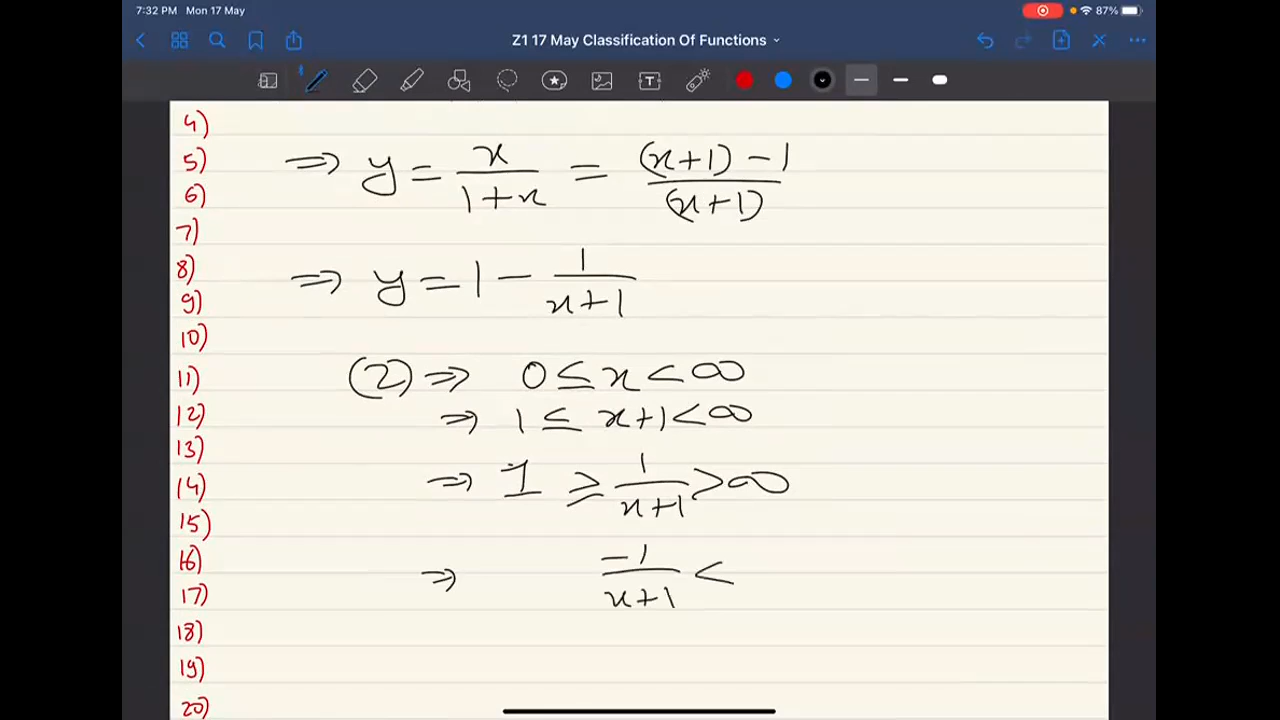 7:32 PM Mon 17 May 87%
Z1 17 May Classification Of Functions
4)
5) ⇒ y = x/(1+x) = ((x+1) − 1)/(x+1)
6)
7)
8) ⇒ y = 1 − 1/(x+1)
9)
10)
11) (2) ⇒ 0 ≤ x < ∞
12) ⇒ 1 ≤ x+1 < ∞
13)
14) ⇒ 1 ≥ 1/(x+1) > ∞
15)
16)
17) ⇒ −1/(x+1) <
18)
19)
20)